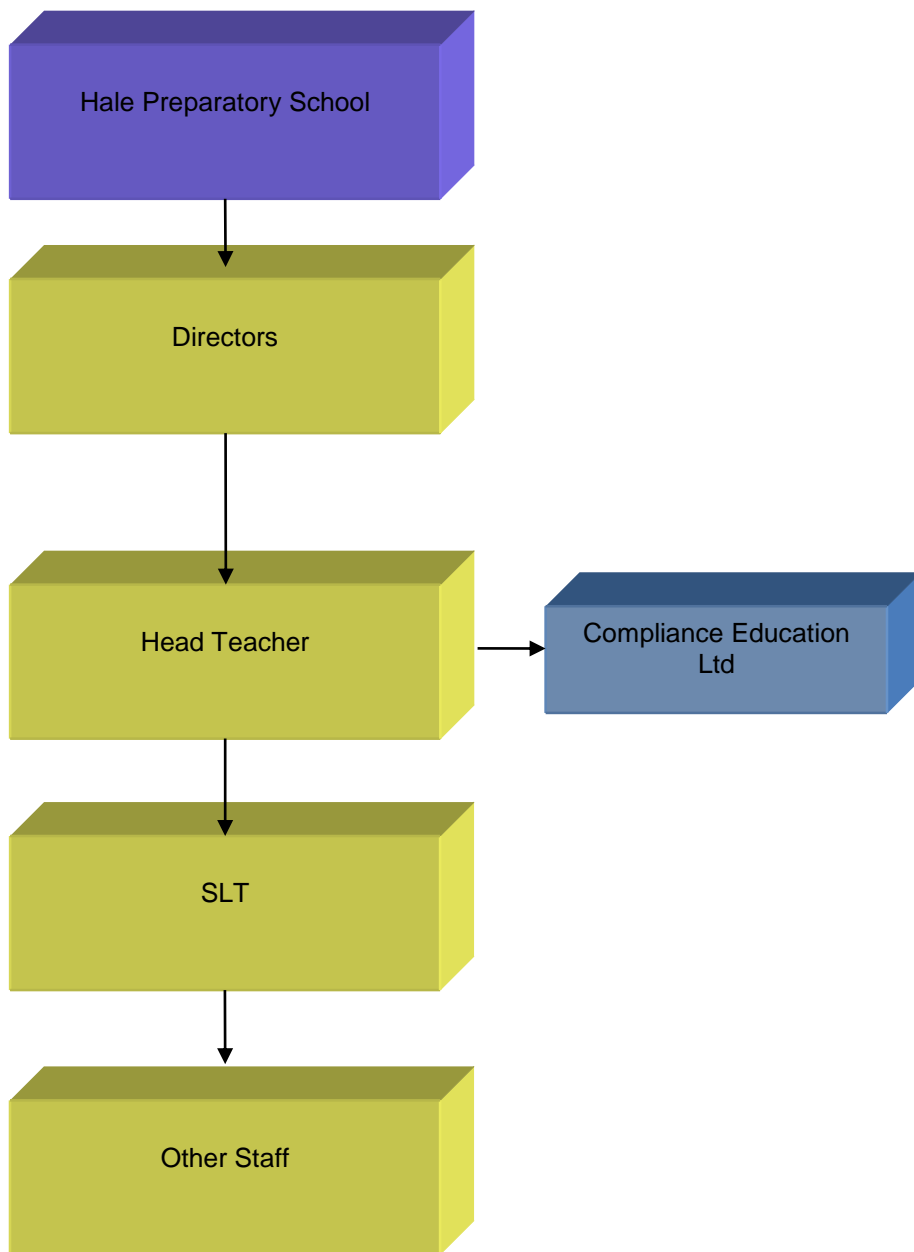 Hale Preparatory School
Directors
Head Teacher
Compliance Education
Ltd
SLT
Other Staff